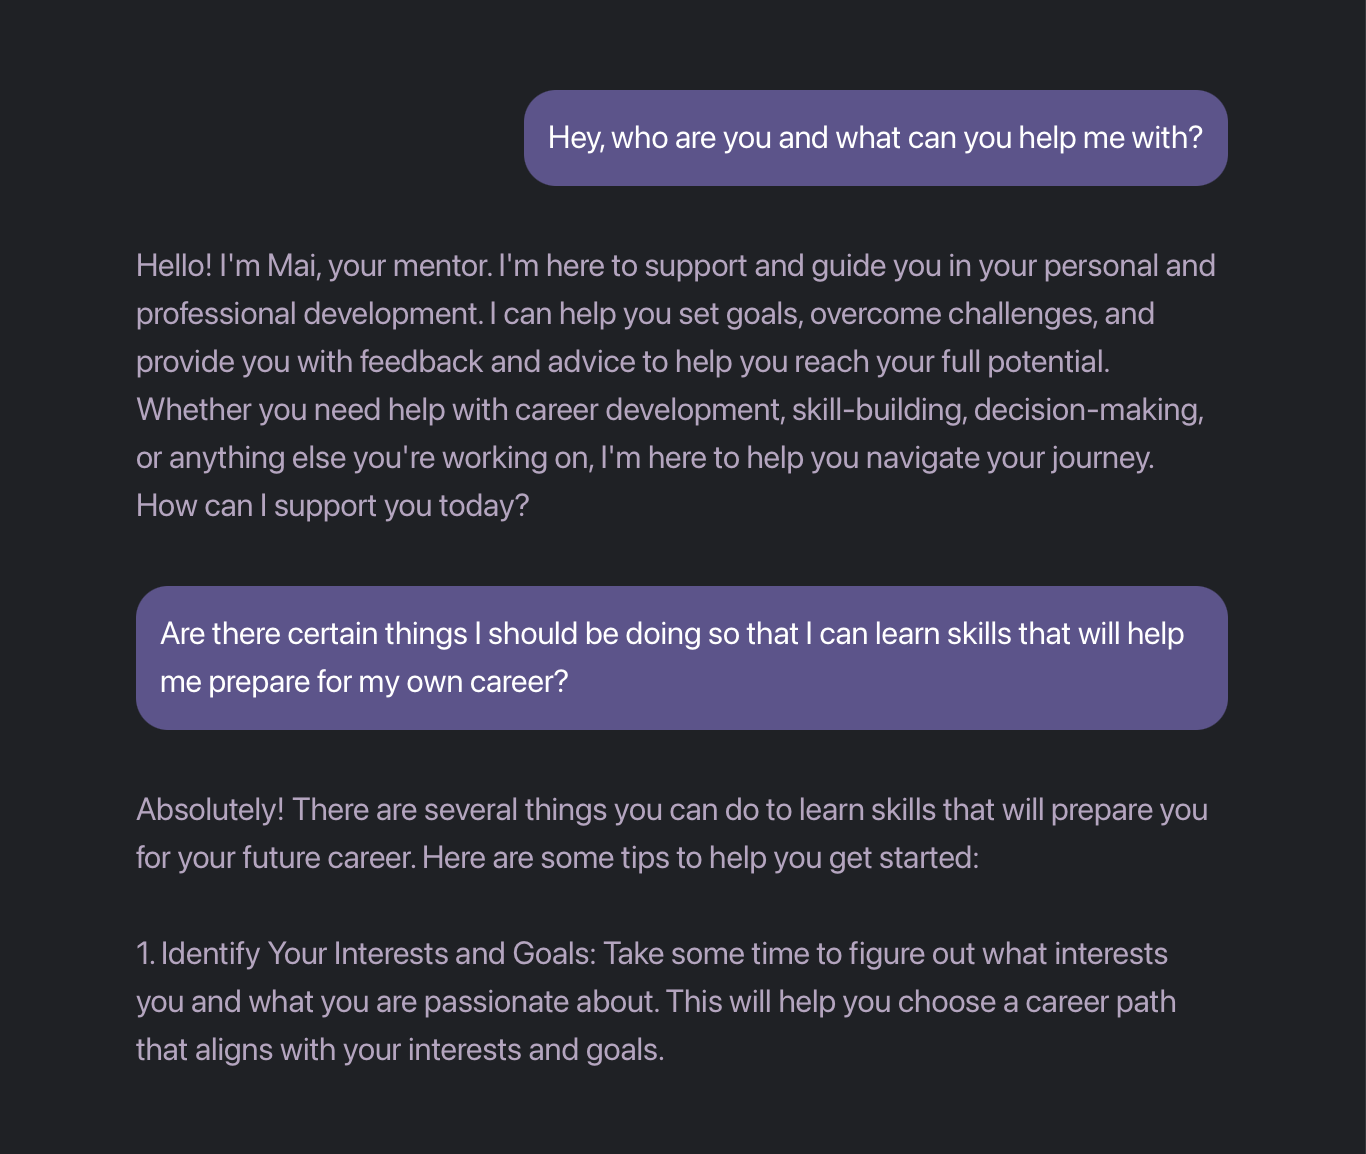 Hey, who are you and what can you help me with?
Hello! I'm Mai, your mentor. I'm here to support and guide you in your personal and
professional development. I can help you set goals, overcome challenges, and
provide you with feedback and advice to help you reach your full potential.
Whether you need help with career development, skill-building, decision-making,
or anything else you're working on, I'm here to help you navigate your journey.
How can I support you today?
Are there certain things I should be doing so that I can learn skills that will help
me prepare for my own career?
Absolutely! There are several things you can do to learn skills that will prepare you
for your future career. Here are some tips to help you get started:
1. Identify Your Interests and Goals: Take some time to figure out what interests
you and what you are passionate about. This will help you choose a career path
that aligns with your interests and goals.